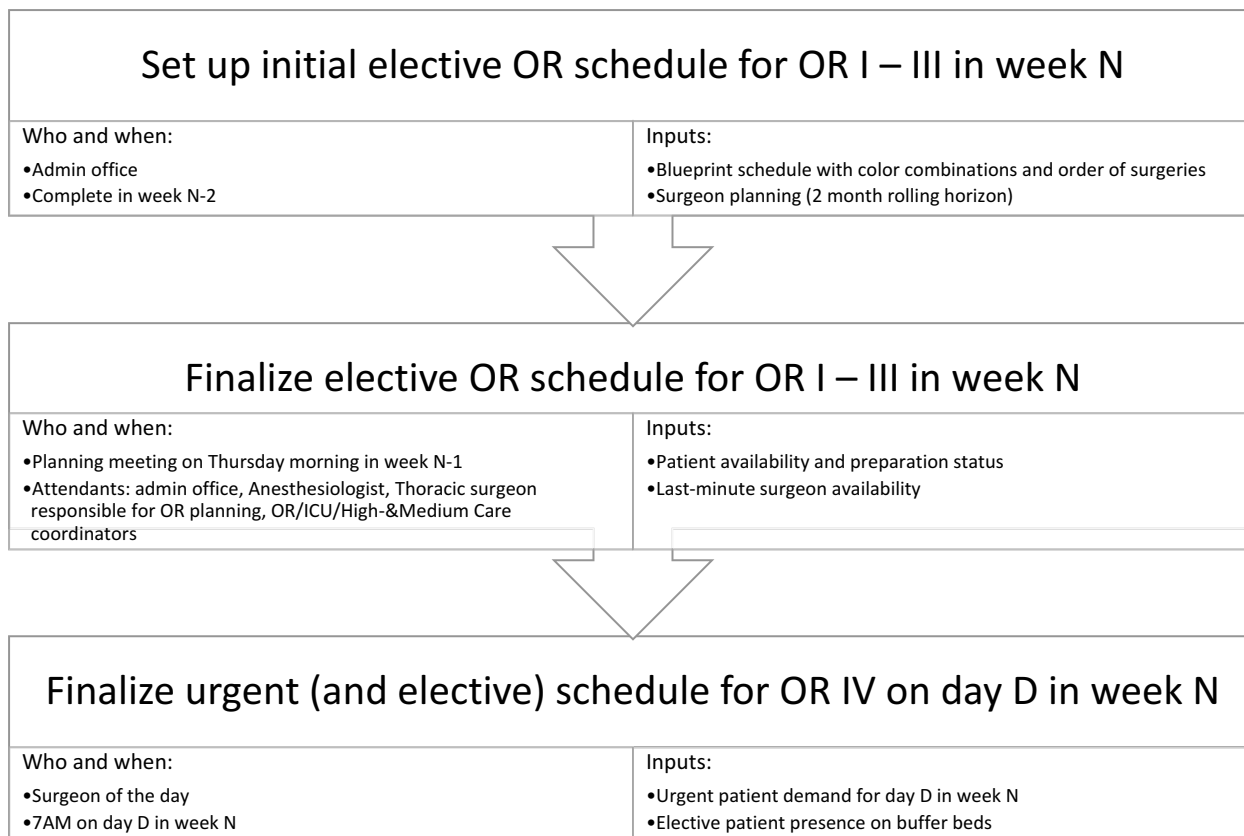 Set up initial elective OR schedule for OR I – III in week N
Who and when:
•Admin office
•Complete in week N-2
Inputs:
•Blueprint schedule with color combinations and order of surgeries
•Surgeon planning (2 month rolling horizon)
Finalize elective OR schedule for OR I – III in week N
Who and when:
•Planning meeting on Thursday morning in week N-1
•Attendants: admin office, Anesthesiologist, Thoracic surgeon
responsible for OR planning, OR/ICU/High-&Medium Care
coordinators
Inputs:
•Patient availability and preparation status
•Last-minute surgeon availability
Finalize urgent (and elective) schedule for OR IV on day D in week N
Who and when:
•Surgeon of the day
•7AM on day D in week N
Inputs:
•Urgent patient demand for day D in week N
•Elective patient presence on buffer beds